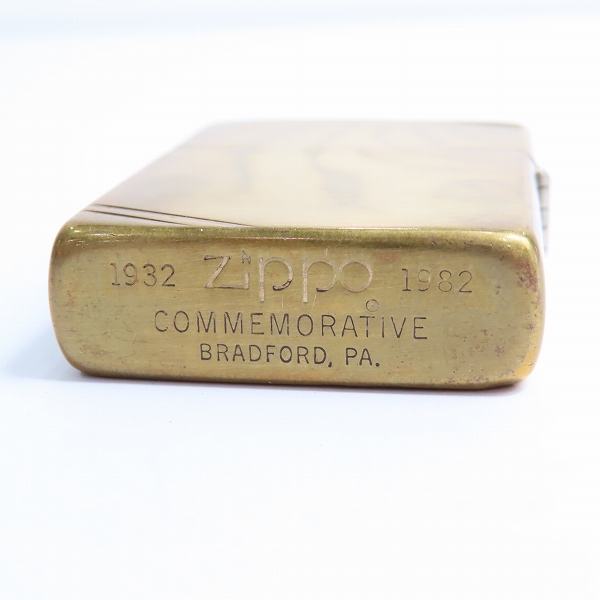 1932 Zippo 1982
®
COMMEMORATIVE
BRADFORD, PA.